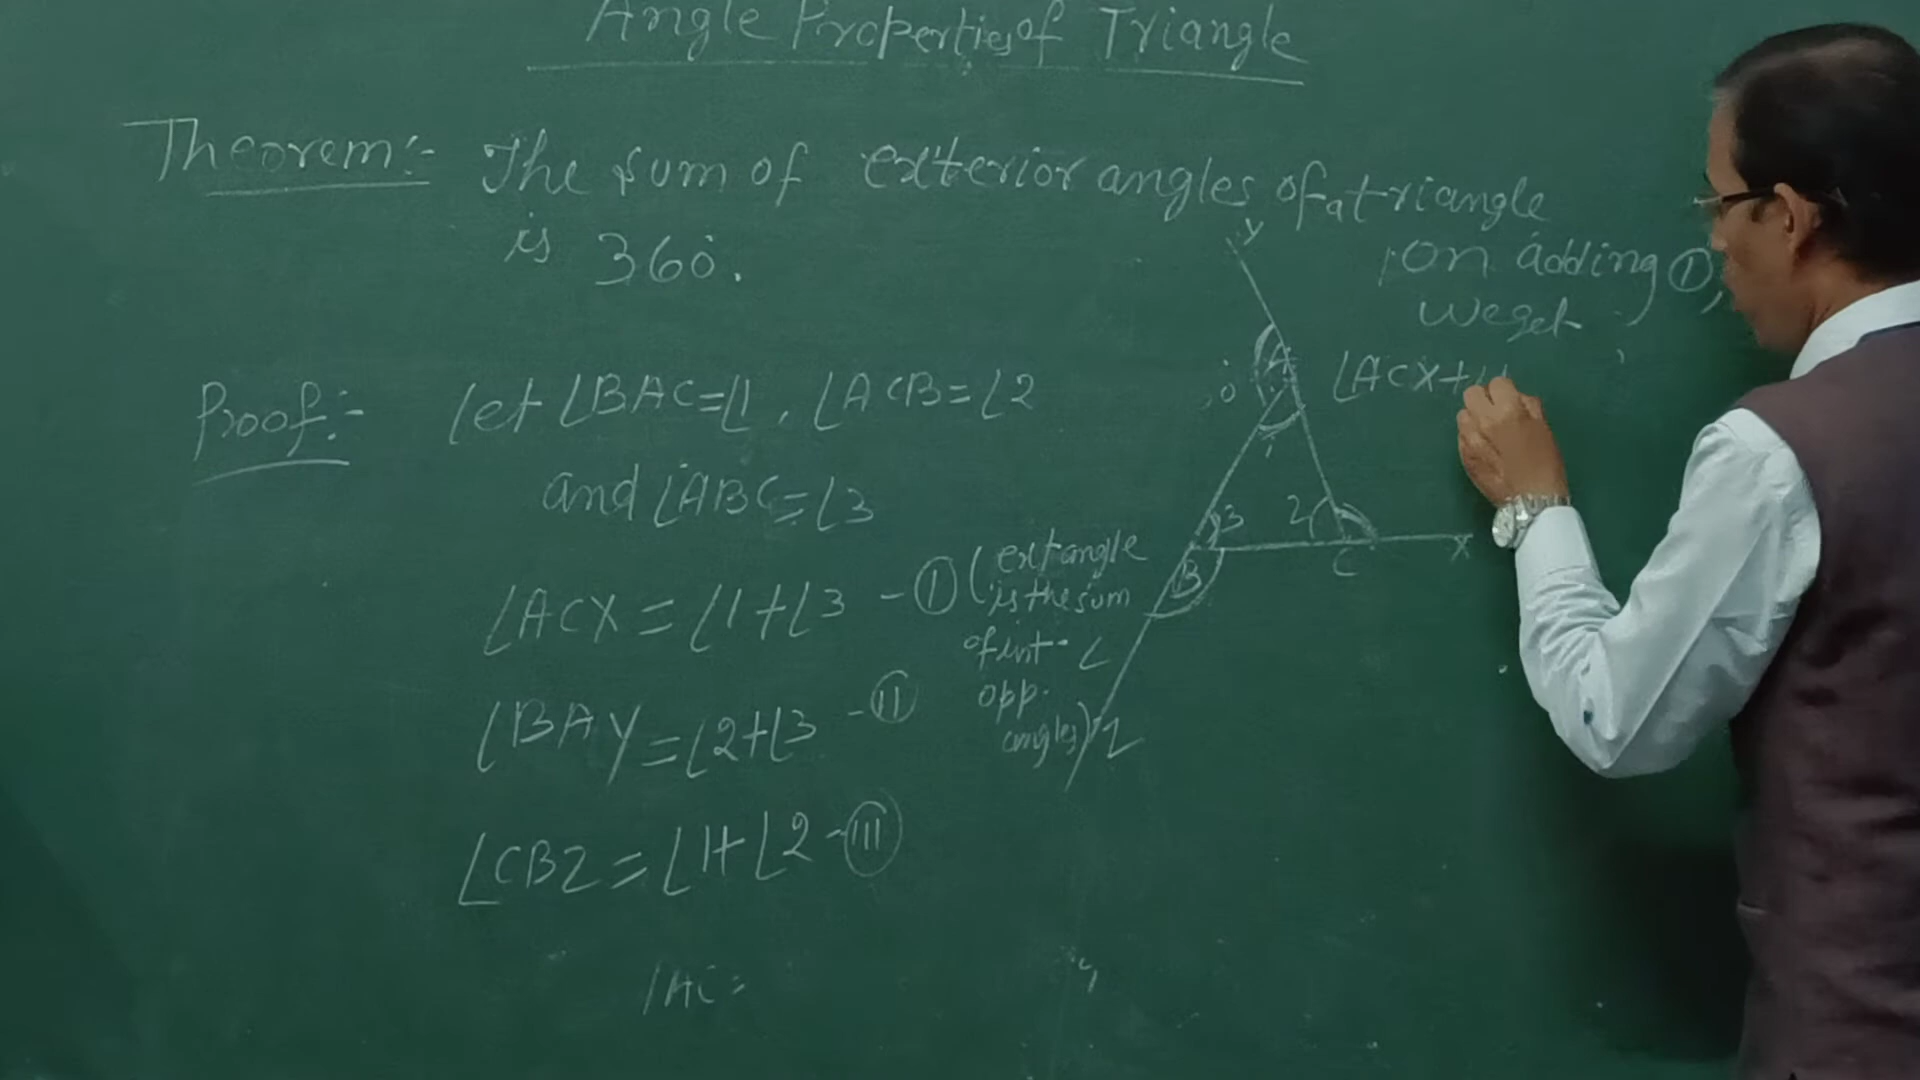 Angle Properties of Triangle
Theorem:- The sum of exterior angles of a triangle
is 360°.
Proof:- let ∠BAC=∠1, ∠ACB=∠2
and ∠ABC=∠3
∠ACX=∠1+∠3 -Ⓘ (ext angle
is the sum
of int. ∠
opp.
angles)
∠BAY=∠2+∠3 -Ⅱ
∠CBZ=∠1+∠2 -Ⅲ
∠AC=
on adding Ⓘ,
we get
∠ACX+∠
Y
A
1
3
2
B
C
X
Z